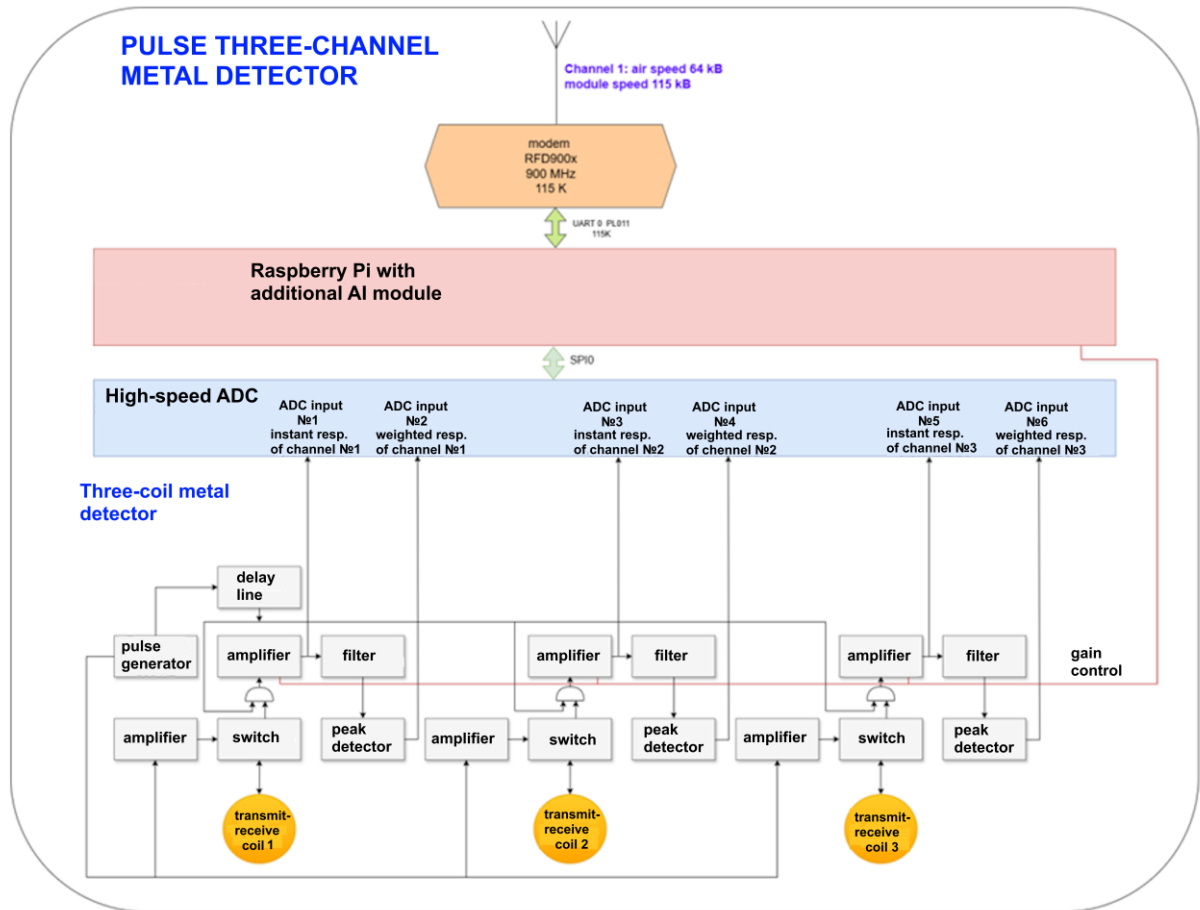 PULSE THREE-CHANNEL
METAL DETECTOR
Channel 1: air speed 64 kB
module speed 115 kB
modem
RFD900x
900 MHz
115 K
UART 0 PL011
115K
Raspberry Pi with
additional AI module
SPI0
High-speed ADC
ADC input
№1
instant resp.
of channel №1
ADC input
№2
weighted resp.
of channel №1
ADC input
№3
instant resp.
of channel №2
ADC input
№4
weighted resp.
of chennel №2
ADC input
№5
instant resp.
of channel №3
ADC input
№6
weighted resp.
of channel №3
Three-coil metal
detector
delay
line
pulse
generator
amplifier
filter
amplifier
filter
amplifier
filter
gain
control
amplifier
switch
peak
detector
amplifier
switch
peak
detector
amplifier
switch
peak
detector
transmit-
receive
coil 1
transmit-
receive
coil 2
transmit-
receive
coil 3